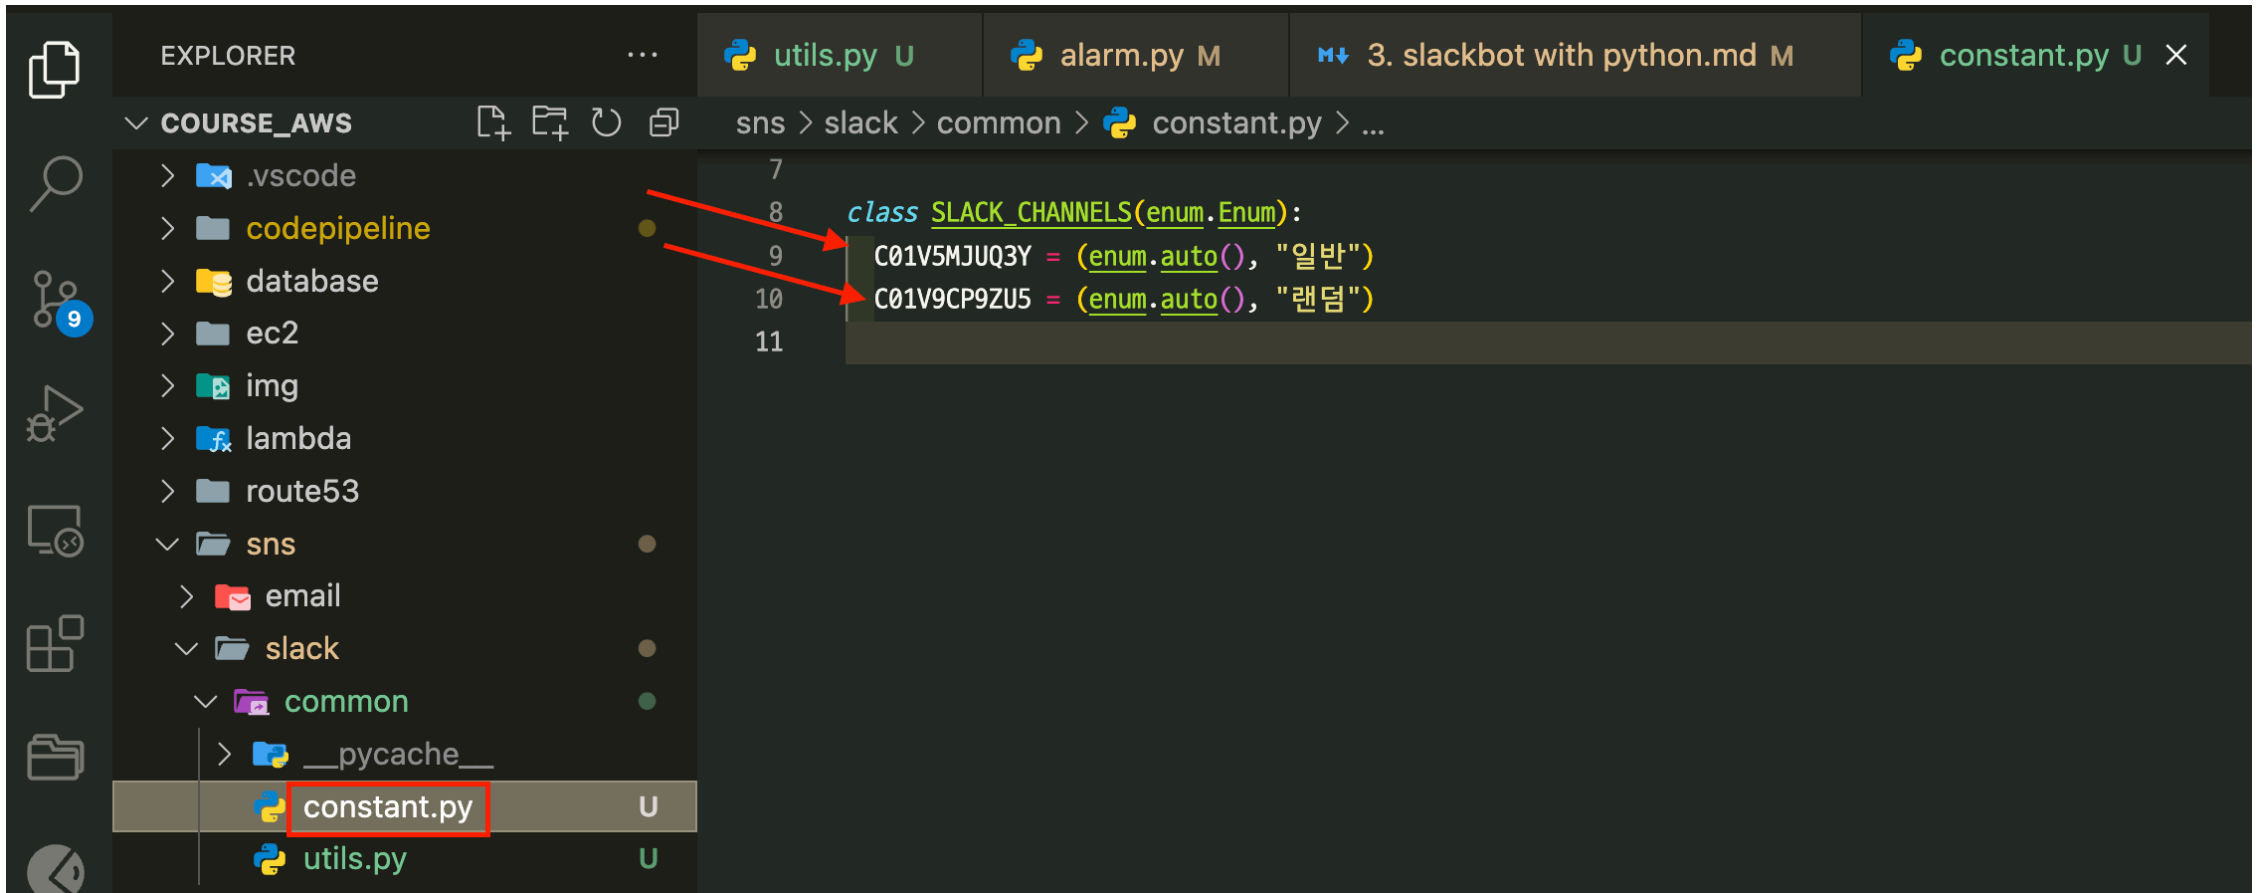 EXPLORER ...
utils.py U
alarm.py M
3. slackbot with python.md M
constant.py U
COURSE_AWS
sns > slack > common > constant.py > ...
.vscode
codepipeline
database
ec2
img
lambda
route53
sns
email
slack
common
__pycache__
constant.py U
utils.py U
9
7
8 class SLACK_CHANNELS(enum.Enum):
9 C01V5MJUQ3Y = (enum.auto(), "일반")
10 C01V9CP9ZU5 = (enum.auto(), "랜덤")
11